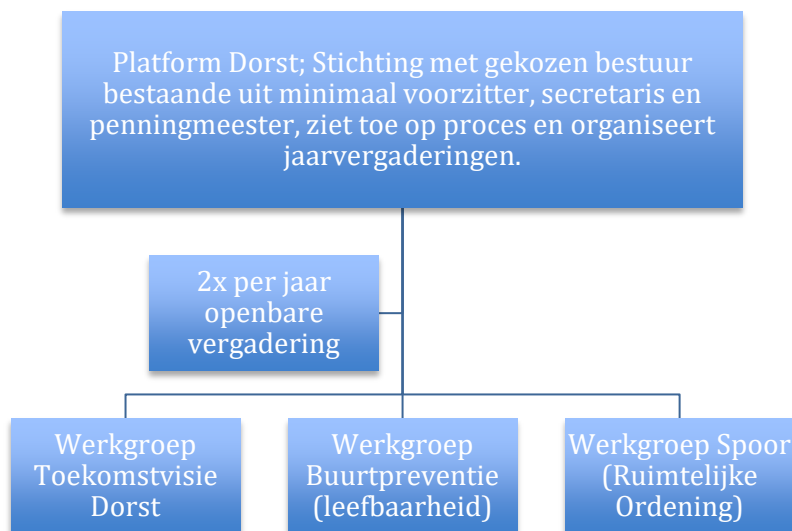 Platform Dorst; Stichting met gekozen bestuur
bestaande uit minimaal voorzitter, secretaris en
penningmeester, ziet toe op proces en organiseert
jaarvergaderingen.
2x per jaar
openbare
vergadering
Werkgroep
Toekomstvisie
Dorst
Werkgroep
Buurtpreventie
(leefbaarheid)
Werkgroep Spoor
(Ruimtelijke
Ordening)